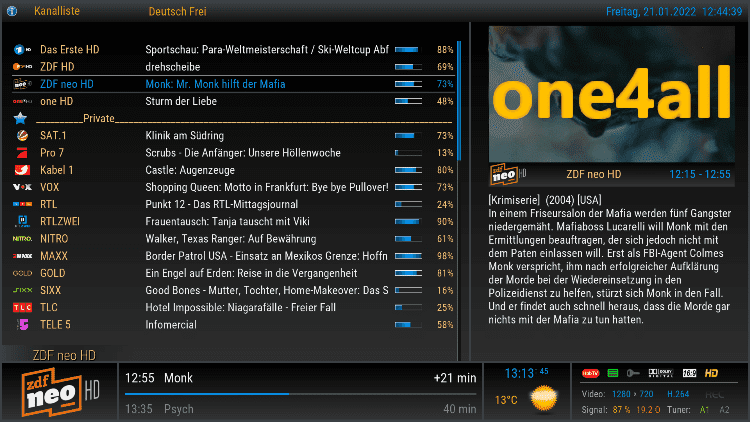 Kanalliste Deutsch Frei Freitag, 21.01.2022 12:44:39
Das Erste HD Sportschau: Para-Weltmeisterschaft / Ski-Weltcup Abf 88%
ZDF HD drehscheibe 69%
ZDF neo HD Monk: Mr. Monk hilft der Mafia 73%
one HD Sturm der Liebe 48%
Private
SAT.1 Klinik am Südring 73%
Pro 7 Scrubs - Die Anfänger: Unsere Höllenwoche 13%
Kabel 1 Castle: Augenzeuge 80%
VOX Shopping Queen: Motto in Frankfurt: Bye bye Pullover! 73%
RTL Punkt 12 - Das RTL-Mittagsjournal 24%
RTLZWEI Frauentausch: Tanja tauscht mit Viki 90%
NITRO Walker, Texas Ranger: Auf Bewährung 61%
MAXX Border Patrol USA - Einsatz an Mexikos Grenze: Hoffn 98%
GOLD Ein Engel auf Erden: Reise in die Vergangenheit 81%
SIXX Good Bones - Mutter, Tochter, Home-Makeover: Das S 16%
TLC Hotel Impossible: Niagarafälle - Freier Fall 25%
TELE 5 Infomercial 58%
one4all
neo HD ZDF neo HD 12:15 - 12:55
[Krimiserie] (2004) [USA]
In einem Friseursalon der Mafia werden fünf Gangster
niedergemäht. Mafiaboss Lucarelli will Monk mit den
Ermittlungen beauftragen, der sich jedoch nicht mit
dem Paten einlassen will. Erst als FBI-Agent Colmes
Monk verspricht, ihm nach erfolgreicher Aufklärung
der Morde bei der Wiedereinsetzung in den
Polizeidienst zu helfen, stürzt sich Monk in den Fall.
Und er findet auch schnell heraus, dass die Morde gar
nichts mit der Mafia zu tun hatten.
ZDF neo HD
zdf neo HD
12:55 Monk +21 min
13:35 Psych 40 min
13:13 45
13°C
HbbTV DOLBY DIGITAL 16:9 HD
Video: 1280 > 720 H.264 REC
Signal: 87 % 19.2 O Tuner: A1 A2